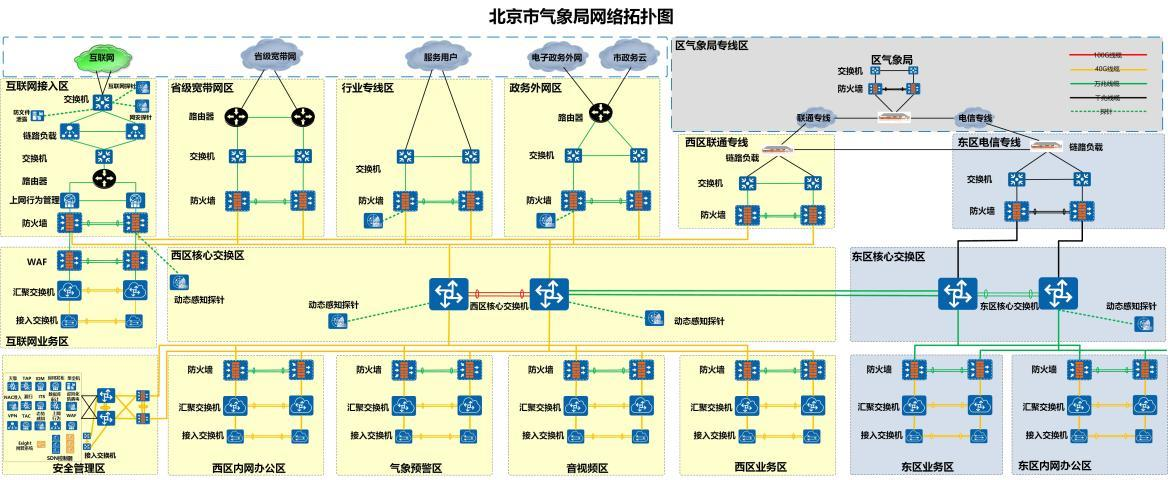 北京市气象局网络拓扑图
互联网
省级宽带网
服务用户
电子政务外网
市政务云
区气象局专线区
区气象局
交换机
防火墙
100G线缆
40G线缆
万兆线缆
千兆线缆
探针
联通专线
电信专线
互联网接入区
互联网探针
交换机
防文件
泄露
网安探针
链路负载
交换机
路由器
上网行为管理
防火墙
省级宽带网区
路由器
交换机
防火墙
行业专线区
交换机
防火墙
政务外网区
路由器
交换机
防火墙
西区联通专线
链路负载
交换机
防火墙
东区电信专线
链路负载
交换机
防火墙
WAF
汇聚交换机
接入交换机
互联网业务区
动态感知探针
西区核心交换区
动态感知探针
西区核心交换机
动态感知探针
东区核心交换区
东区核心交换机
动态感知探针
TAP
VPN
TAC
WAF
SDN控制器
接入交换机
安全管理区
防火墙
汇聚交换机
接入交换机
西区内网办公区
防火墙
汇聚交换机
接入交换机
气象预警区
防火墙
汇聚交换机
接入交换机
音视频区
防火墙
汇聚交换机
接入交换机
西区业务区
防火墙
汇聚交换机
接入交换机
东区业务区
防火墙
汇聚交换机
接入交换机
东区内网办公区